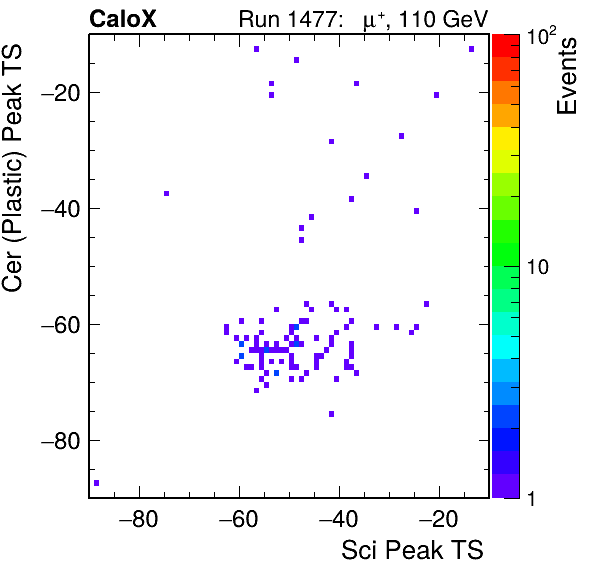 CaloX Run 1477: μ⁺, 110 GeV
Cer (Plastic) Peak TS
−20
−40
−60
−80
−80 −60 −40 −20
Sci Peak TS
10²
10
1
Events